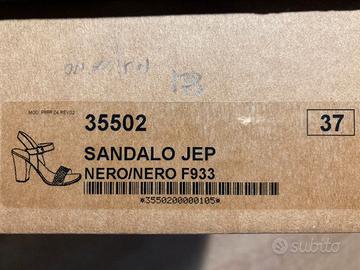 MOD. PRPP 04 REV.02
35502
37
SANDALO JEP
NERO/NERO F933
*3550200000105*
subito